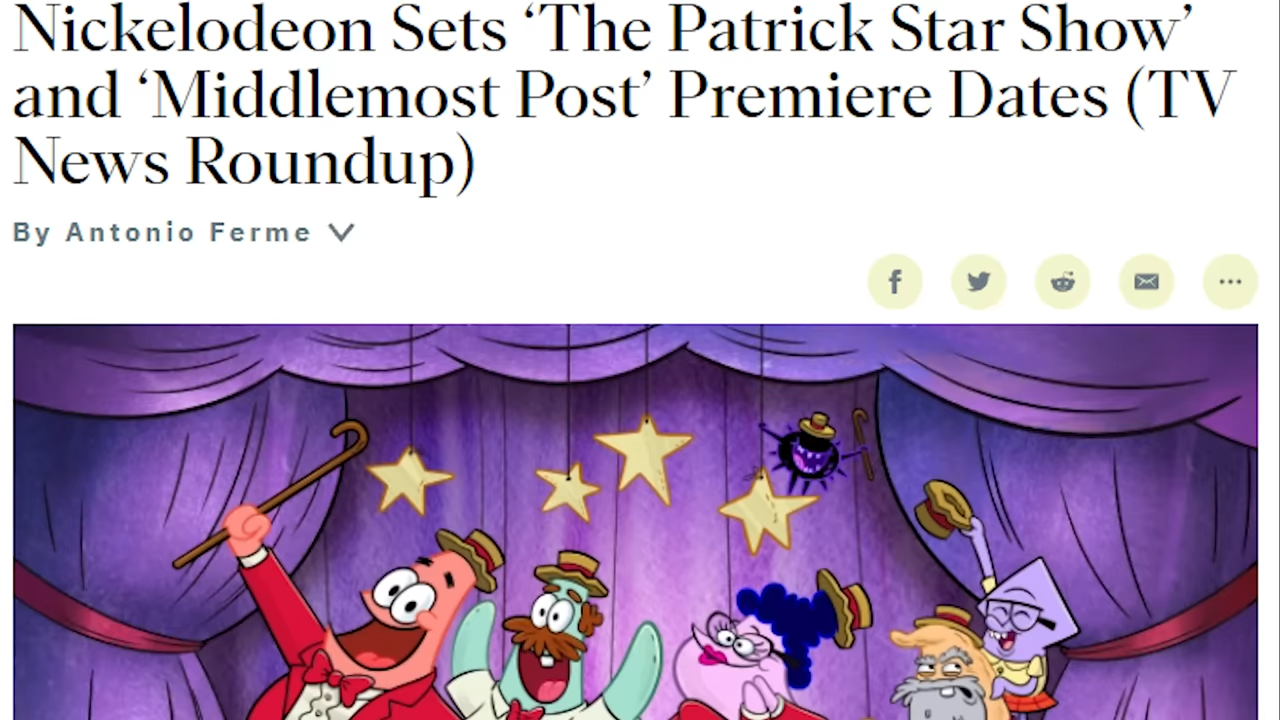 Nickelodeon Sets ‘The Patrick Star Show’
and ‘Middlemost Post’ Premiere Dates (TV
News Roundup)
By Antonio Ferme